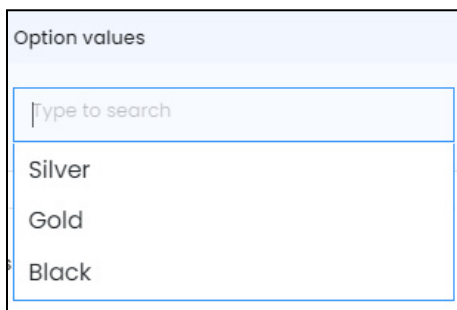 Option values
Type to search
Silver
Gold
Black